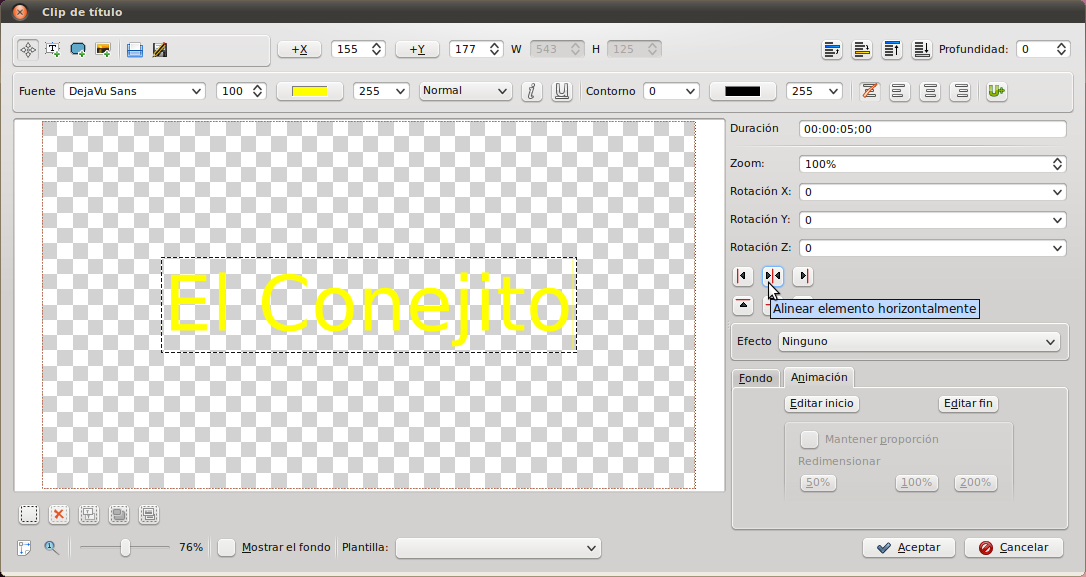 Clip de título
+X 155 +Y 177 W 543 H 125 Profundidad: 0
Fuente DejaVu Sans 100 255 Normal i U Contorno 0 255
Duración 00:00:05;00
Zoom: 100%
Rotación X: 0
Rotación Y: 0
Rotación Z: 0
El Conejito
Alinear elemento horizontalmente
Efecto Ninguno
Fondo Animación
Editar inicio Editar fin
Mantener proporción
Redimensionar
50% 100% 200%
76% Mostrar el fondo Plantilla: Aceptar Cancelar